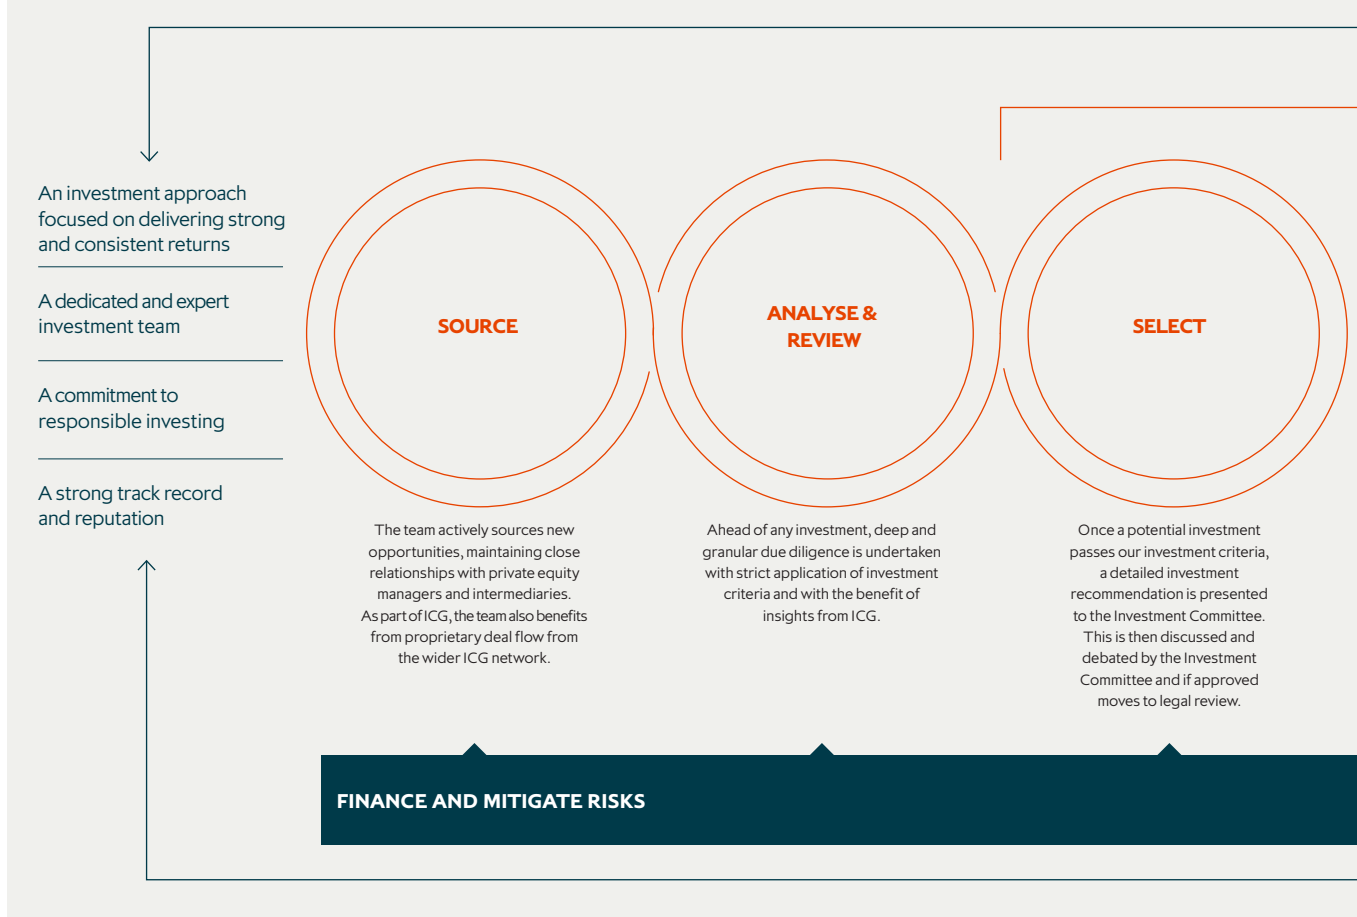 An investment approach
focused on delivering strong
and consistent returns
A dedicated and expert
investment team
A commitment to
responsible investing
A strong track record
and reputation
SOURCE
The team actively sources new
opportunities, maintaining close
relationships with private equity
managers and intermediaries.
As part of ICG, the team also benefits
from proprietary deal flow from
the wider ICG network.
ANALYSE &
REVIEW
Ahead of any investment, deep and
granular due diligence is undertaken
with strict application of investment
criteria and with the benefit of
insights from ICG.
SELECT
Once a potential investment
passes our investment criteria,
a detailed investment
recommendation is presented
to the Investment Committee.
This is then discussed and
debated by the Investment
Committee and if approved
moves to legal review.
FINANCE AND MITIGATE RISKS